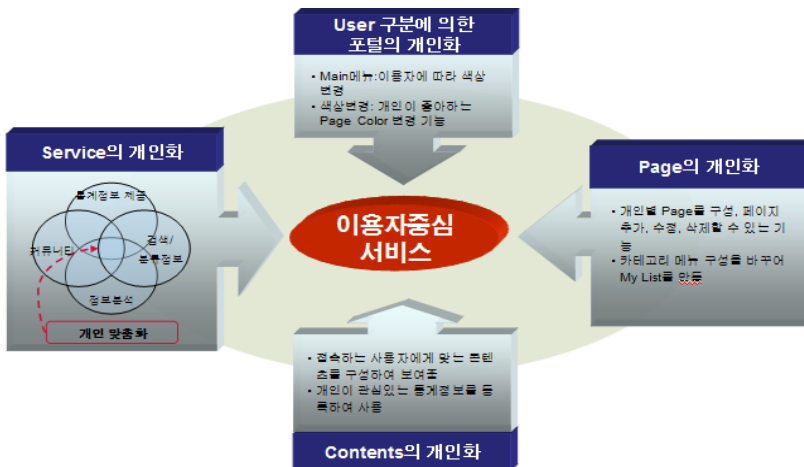 User 구분에 의한
포털의 개인화
• Main메뉴:이용자에 따라 색상
변경
• 색상변경: 개인이 좋아하는
Page Color 변경 기능
Service의 개인화
통계정보 제공
커뮤니티
검색/
분류정보
정보분석
개인 맞춤화
이용자중심
서비스
Page의 개인화
• 개인별 Page를 구성, 페이지
추가, 수정, 삭제할 수 있는 기
능
• 카테고리 메뉴 구성을 바꾸어
My List를 만듦
• 접속하는 사용자에게 맞는 콘텐
츠를 구성하여 보여줌
• 개인이 관심있는 통계정보를 등
록하여 사용
Contents의 개인화